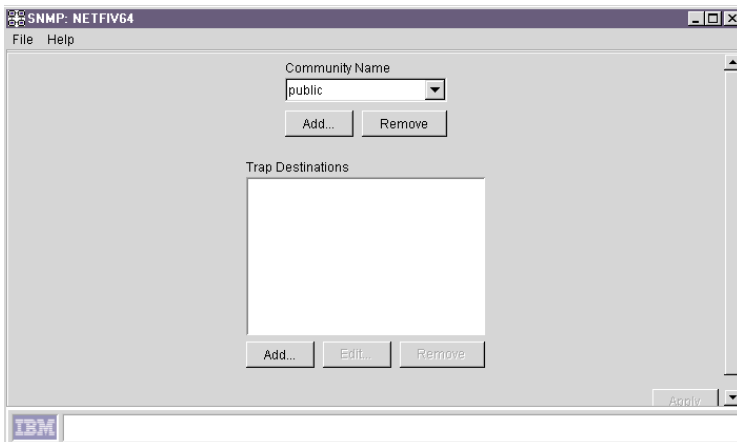 SNMP: NETFIV64
File Help
Community Name
public
Add... Remove
Trap Destinations
Add... Edit... Remove
Apply
IBM